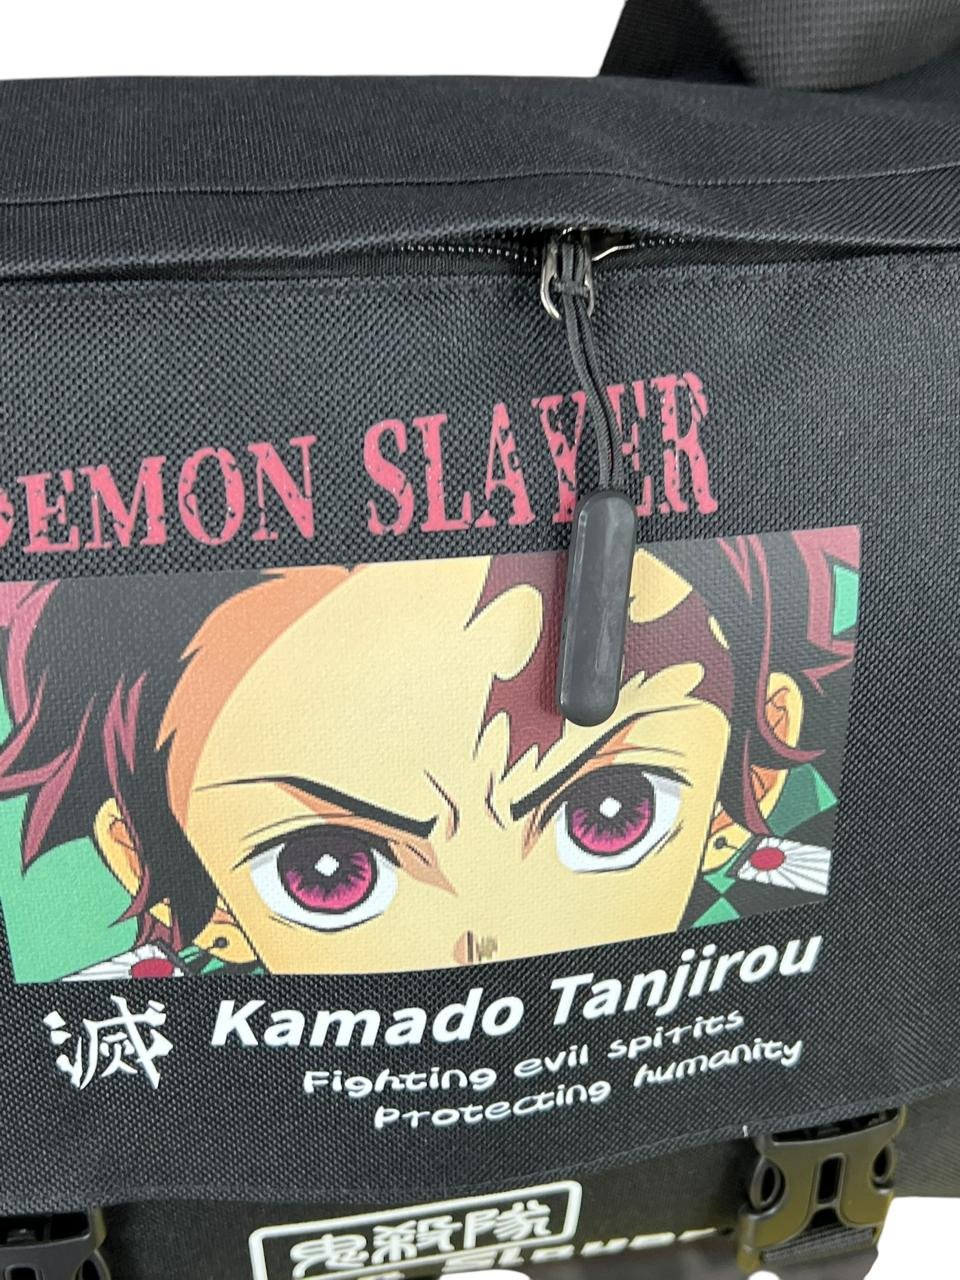 DEMON SLAYER
滅 Kamado Tanjirou
Fighting evil spirits
Protecting humanity
鬼殺隊